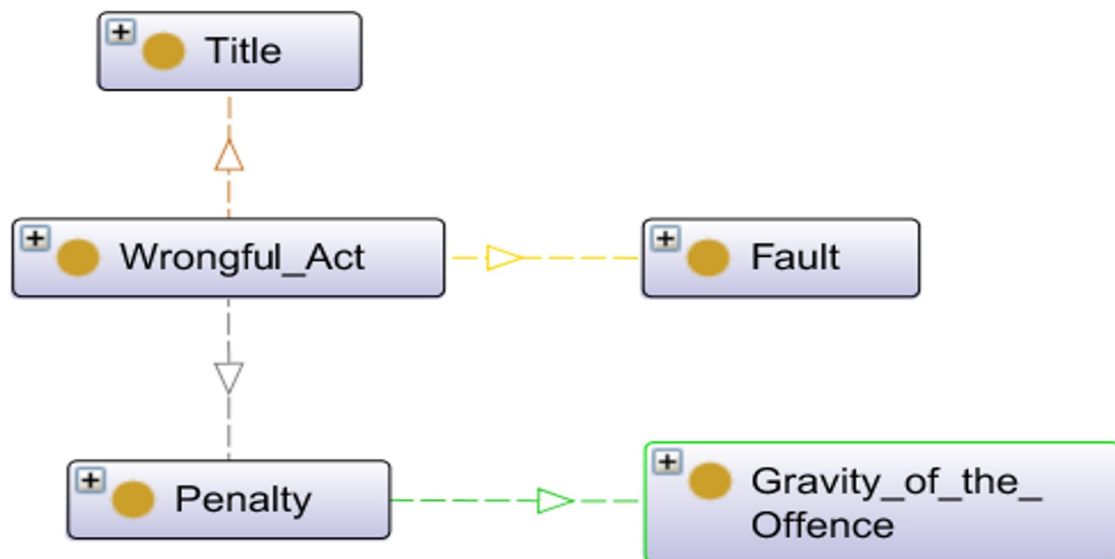 Title
Wrongful_Act
Fault
Penalty
Gravity_of_the_
Offence